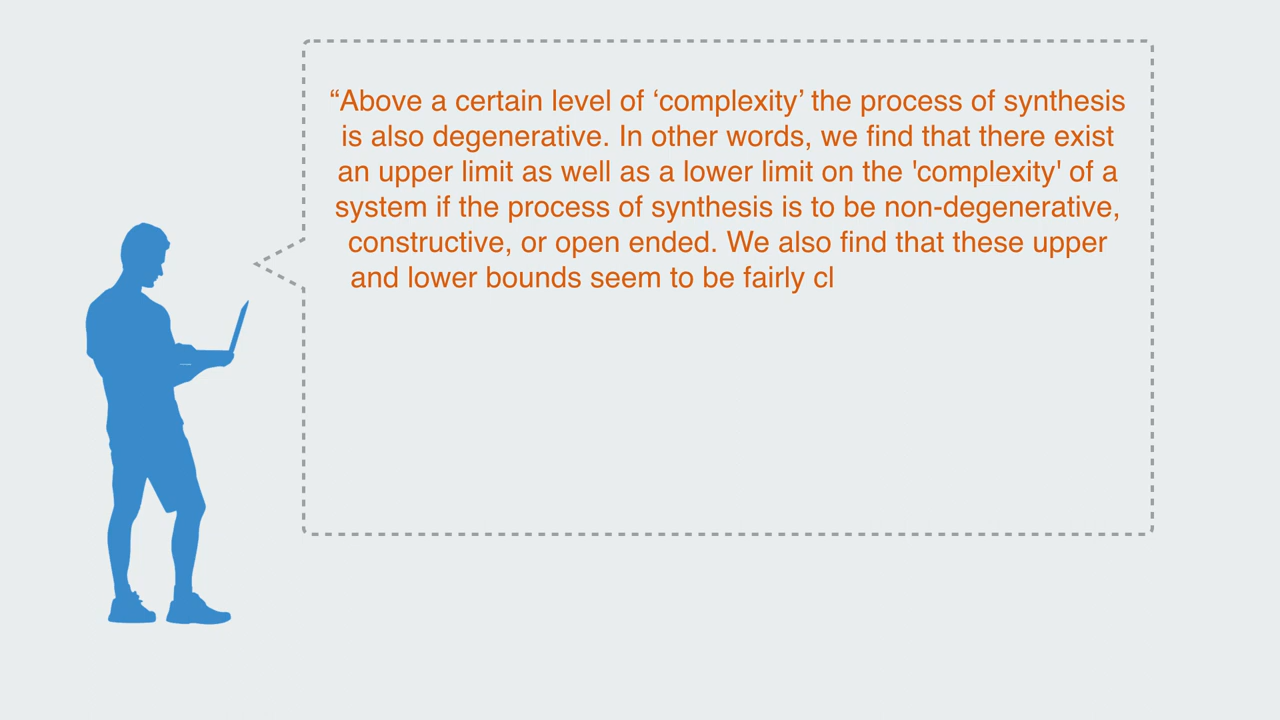 “Above a certain level of ‘complexity’ the process of synthesis
is also degenerative. In other words, we find that there exist
an upper limit as well as a lower limit on the 'complexity' of a
system if the process of synthesis is to be non-degenerative,
constructive, or open ended. We also find that these upper
and lower bounds seem to be fairly cl